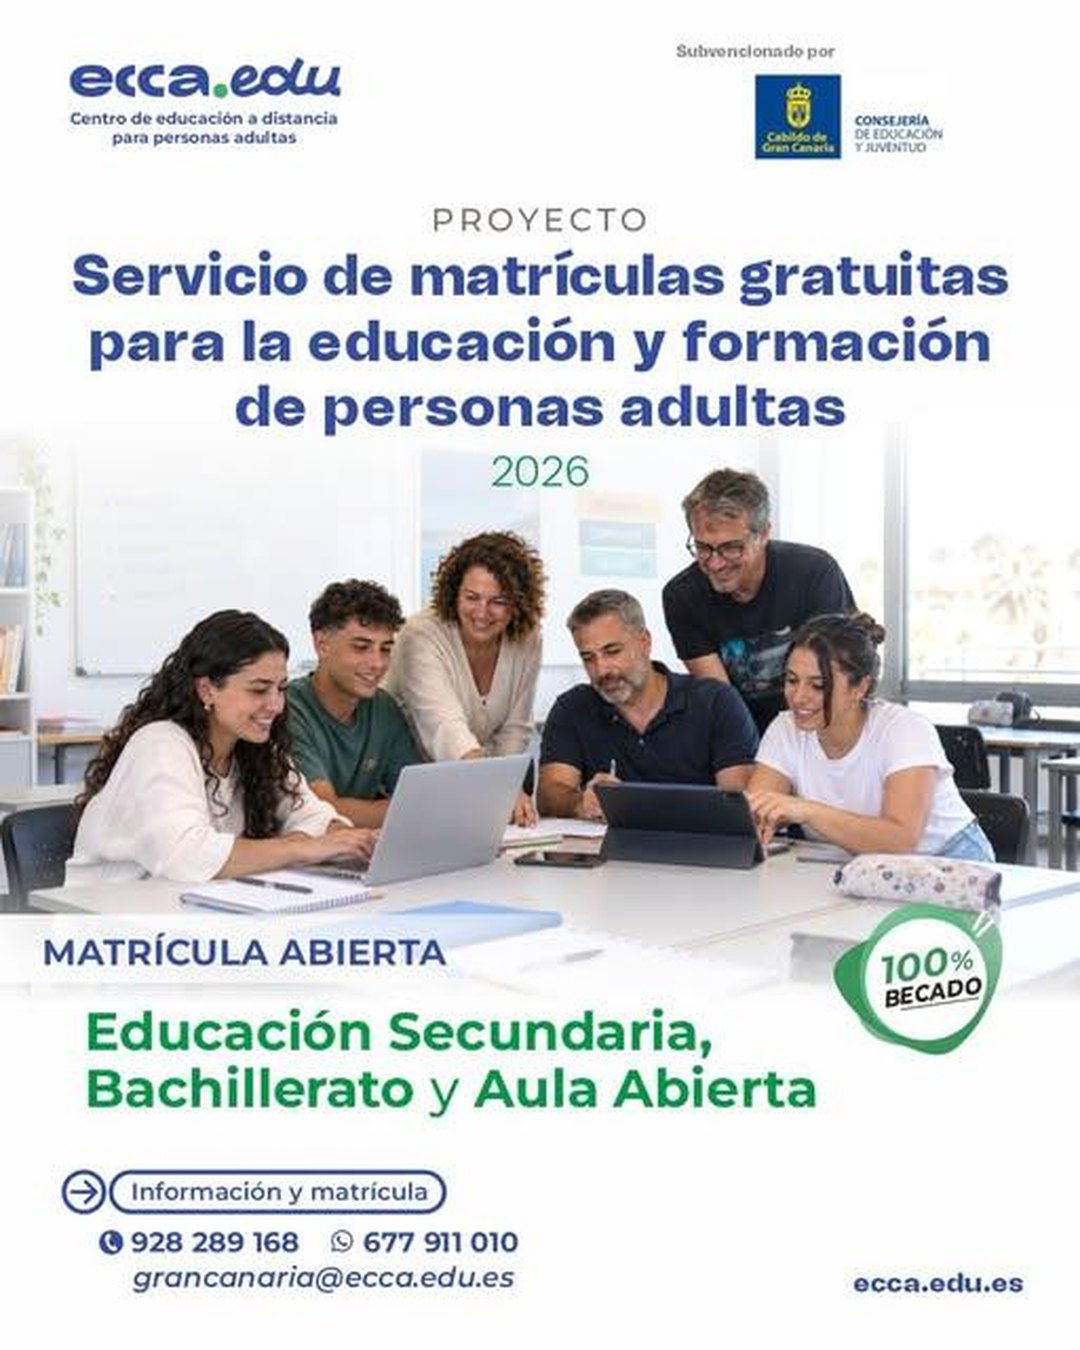 ecca.edu
Centro de educación a distancia
para personas adultas
Subvencionado por
Cabildo de
Gran Canaria
CONSEJERÍA
DE EDUCACIÓN
Y JUVENTUD
PROYECTO
Servicio de matrículas gratuitas
para la educación y formación
de personas adultas
2026
MATRÍCULA ABIERTA
100%
BECADO
Educación Secundaria,
Bachillerato y Aula Abierta
Información y matrícula
928 289 168 677 911 010
grancanaria@ecca.edu.es
ecca.edu.es